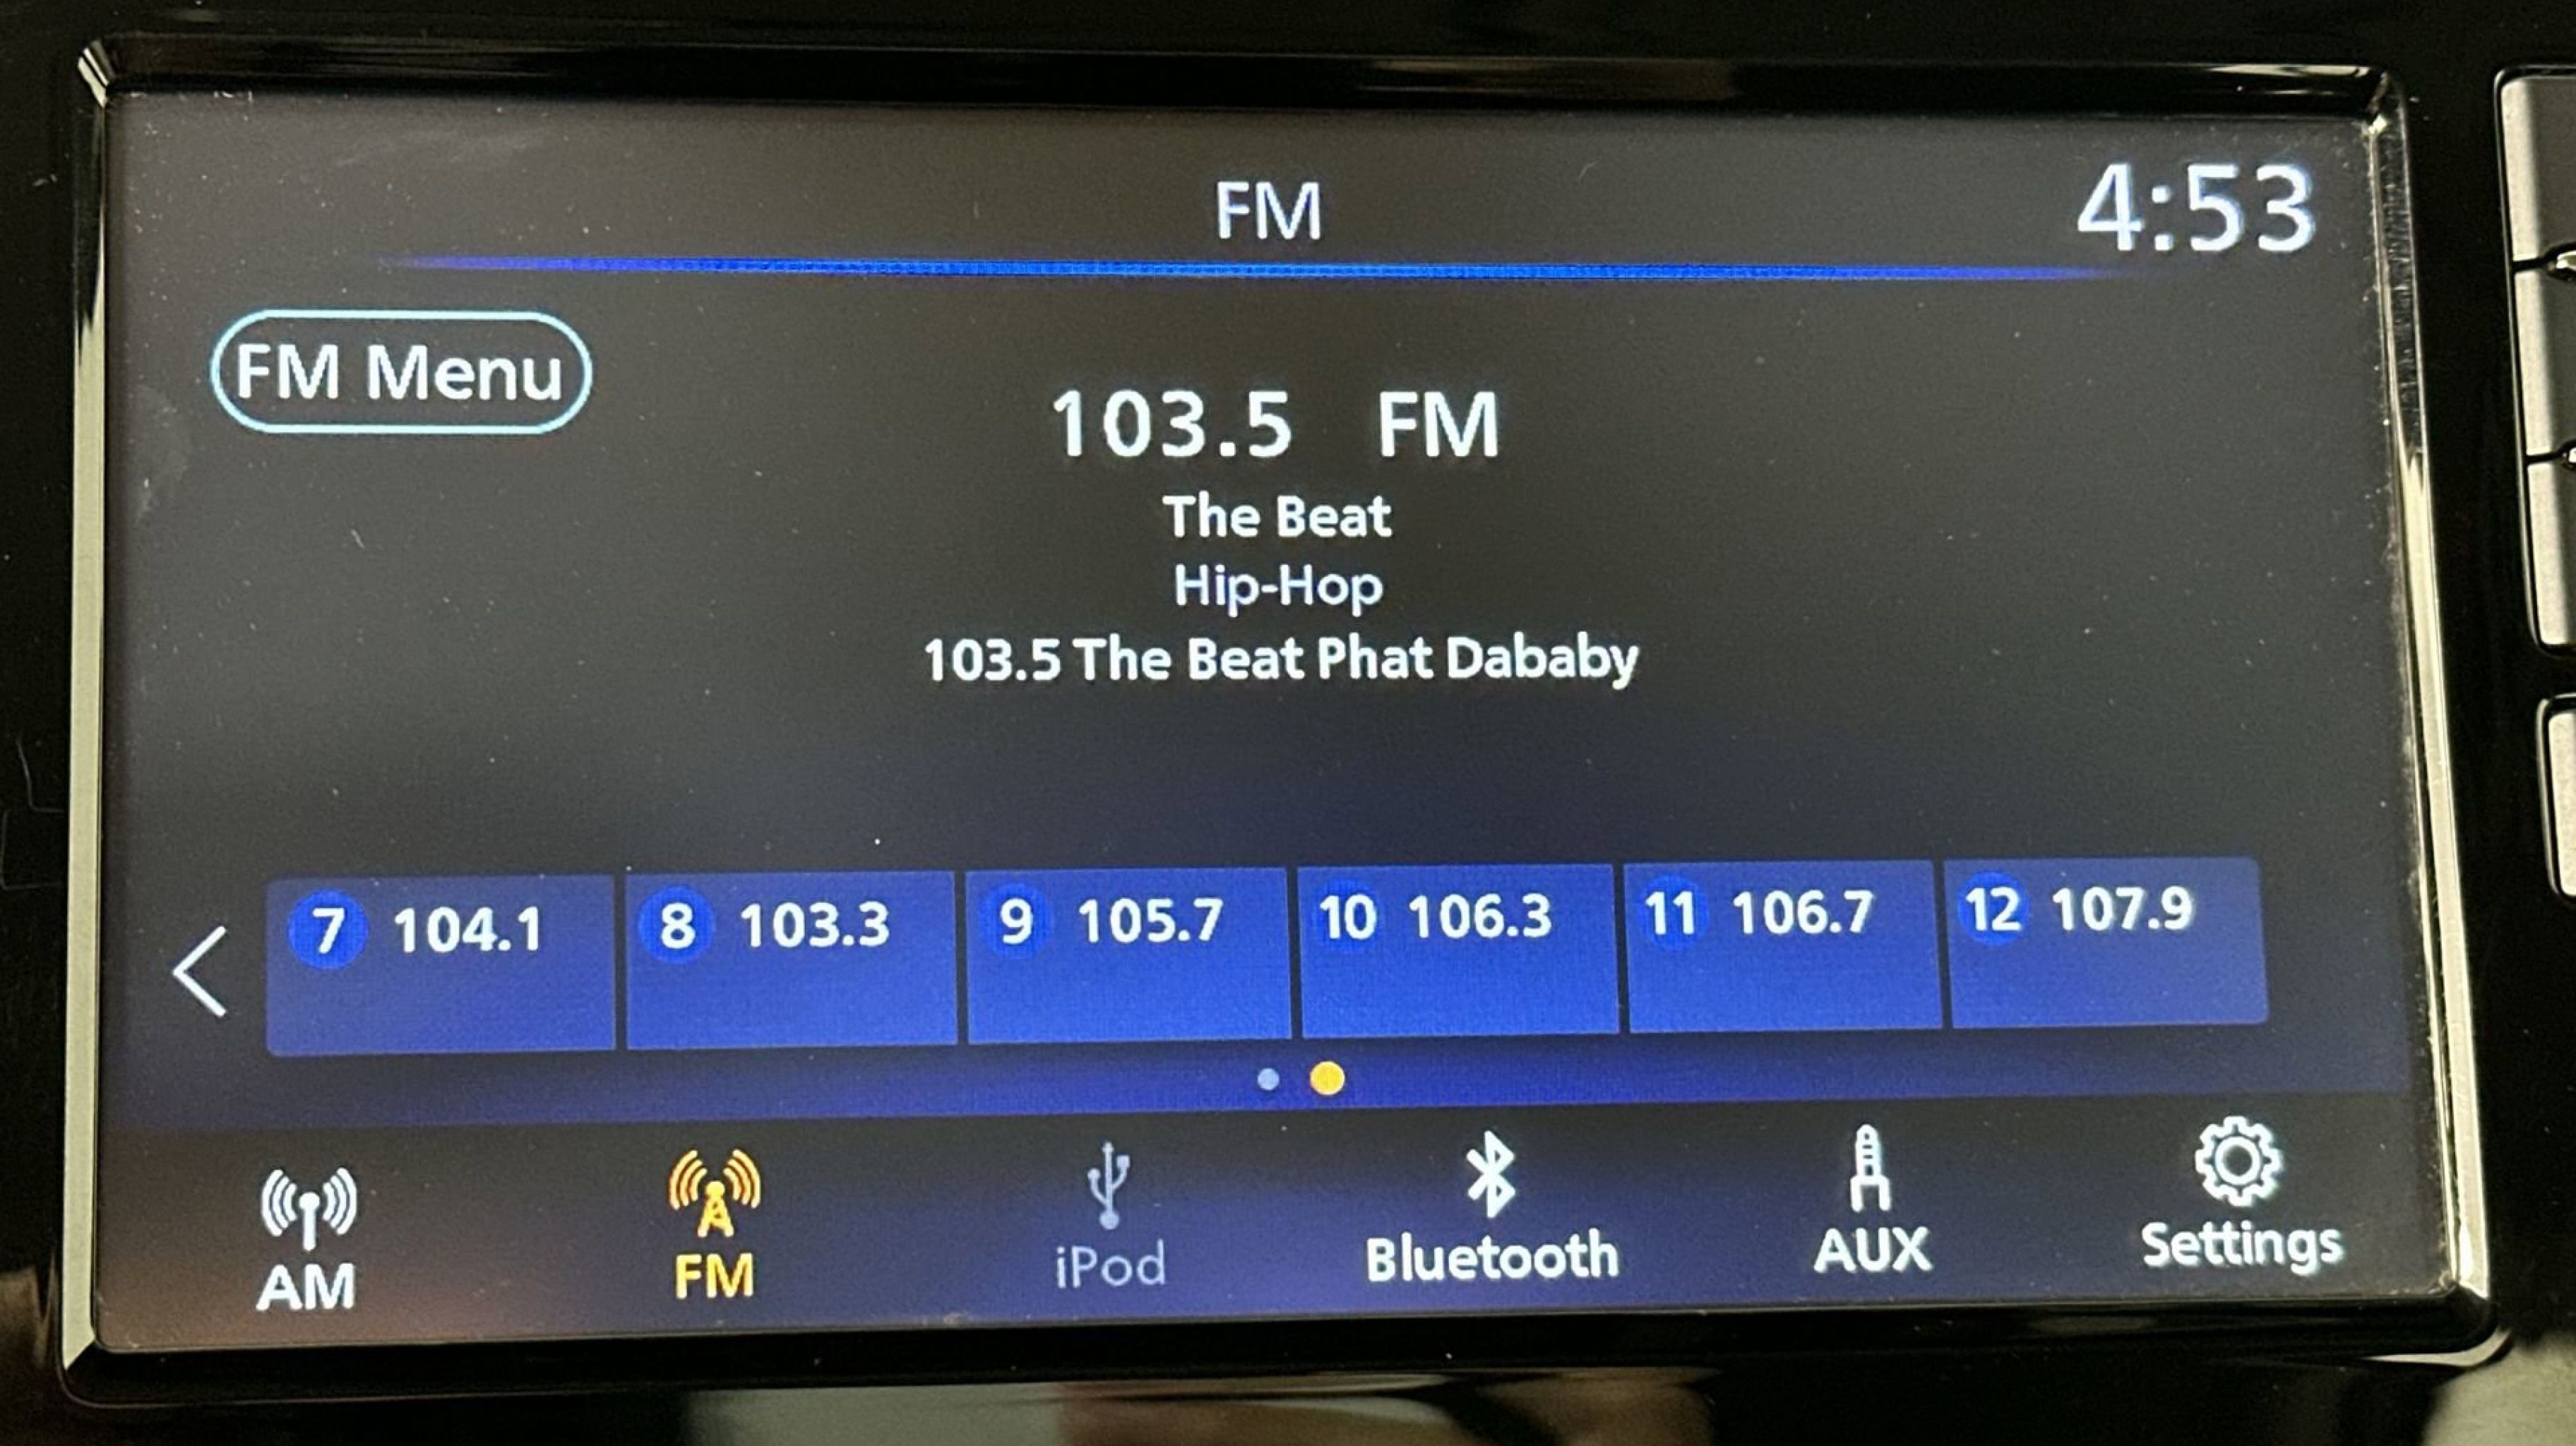 FM
4:53
FM Menu
103.5 FM
The Beat
Hip-Hop
103.5 The Beat Phat Dababy
7 104.1 8 103.3 9 105.7 10 106.3 11 106.7 12 107.9
AM FM iPod Bluetooth AUX Settings